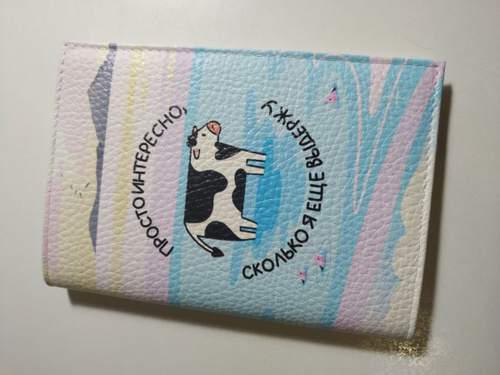 ПРОСТО ИНТЕРЕСНО,
СКОЛЬКО Я ЕЩЕ ВЫДЕРЖУ